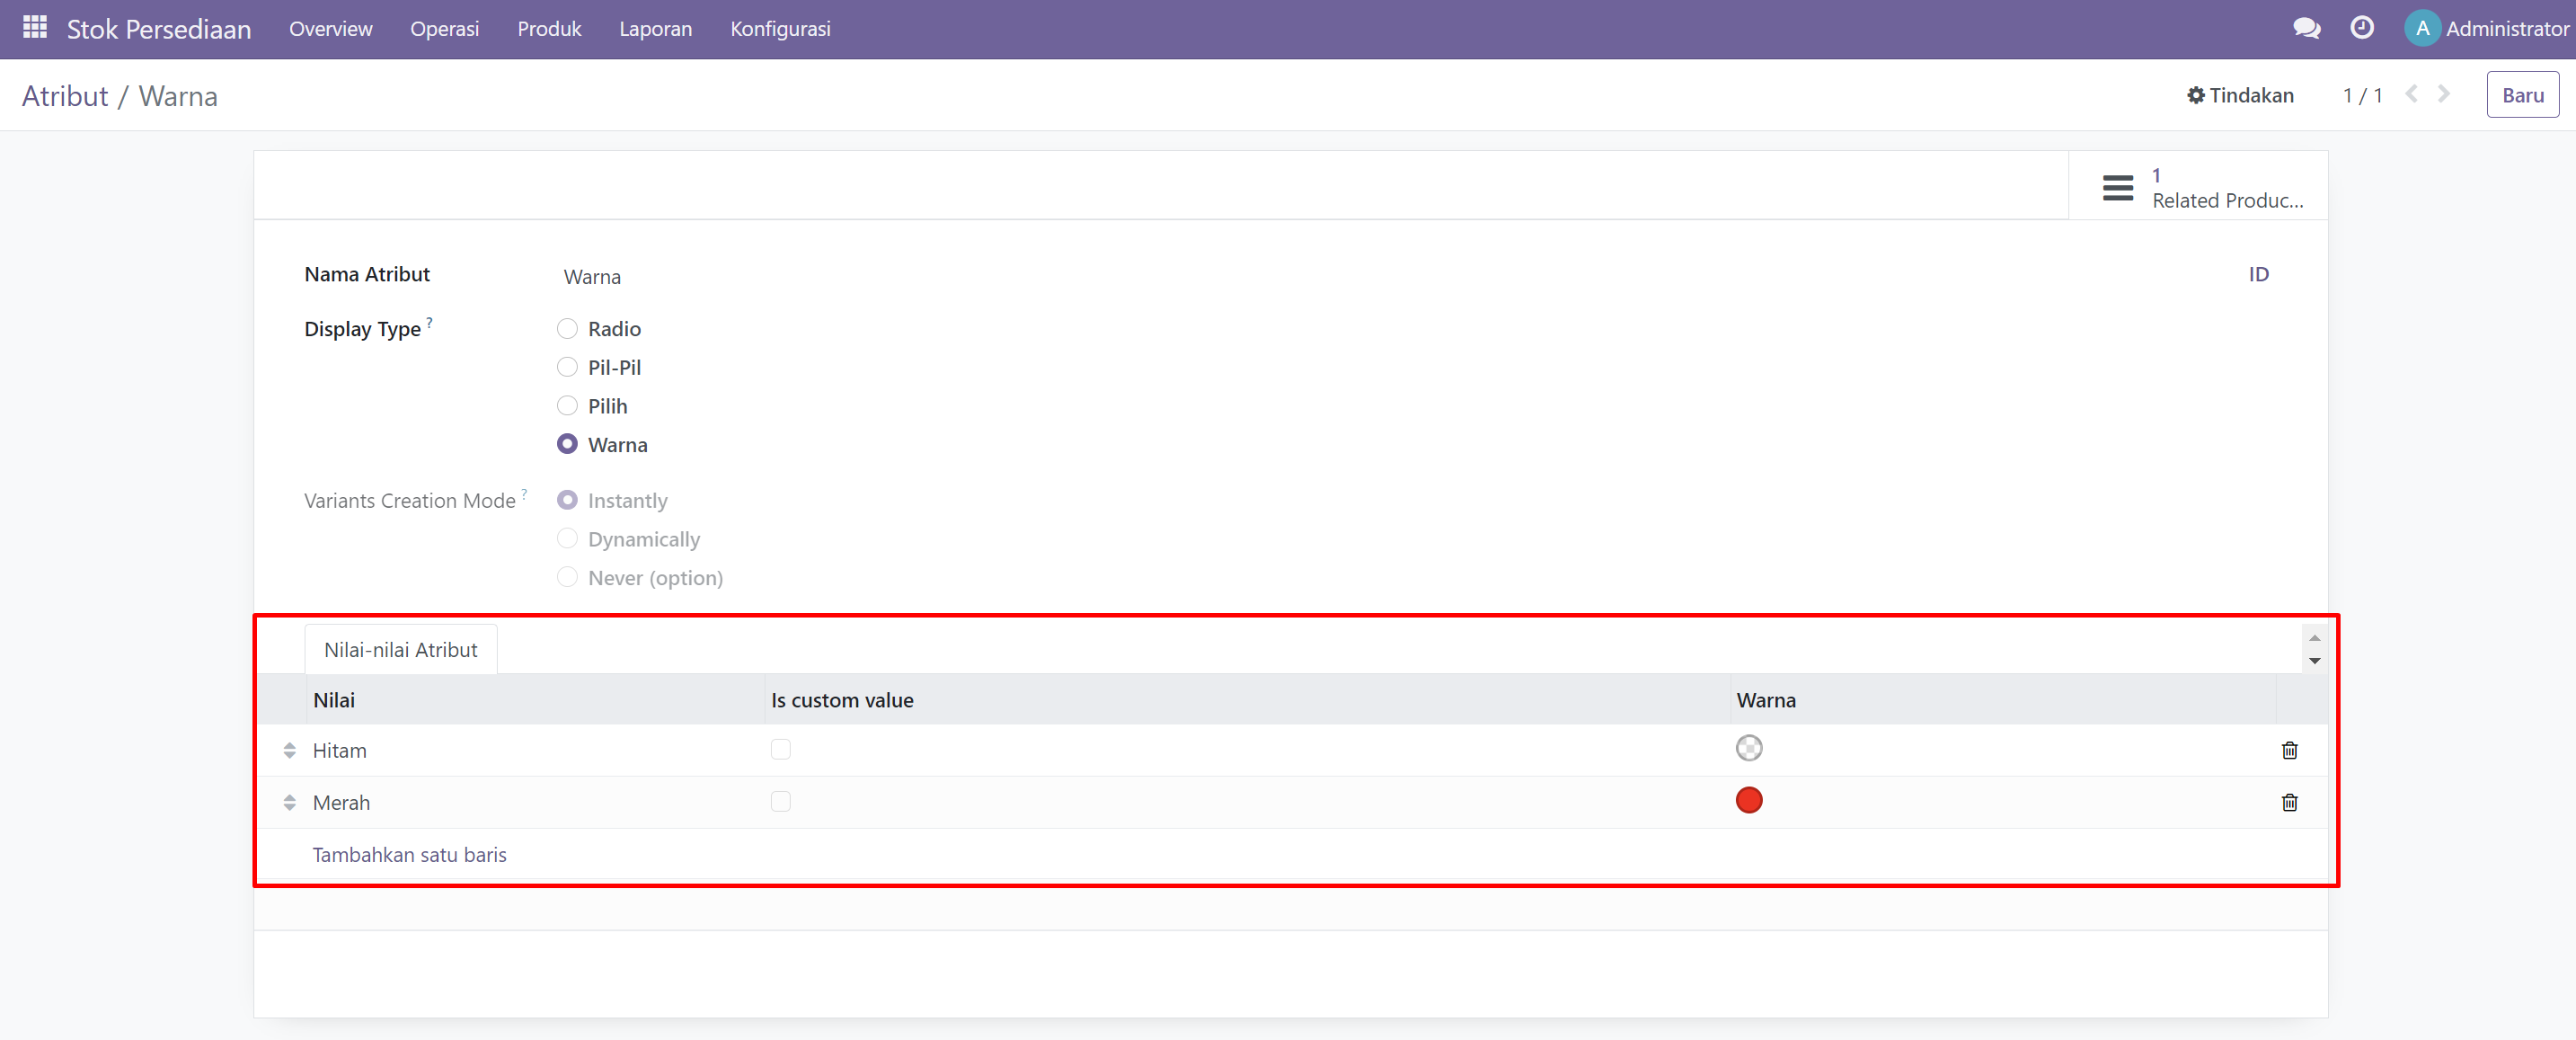 Stok Persediaan Overview Operasi Produk Laporan Konfigurasi A Administrator
Atribut / Warna Tindakan 1 / 1 Baru
1
Related Produc...
Nama Atribut Warna ID
Display Type ? Radio
Pil-Pil
Pilih
Warna
Variants Creation Mode ? Instantly
Dynamically
Never (option)
Nilai-nilai Atribut
Nilai Is custom value Warna
Hitam
Merah
Tambahkan satu baris